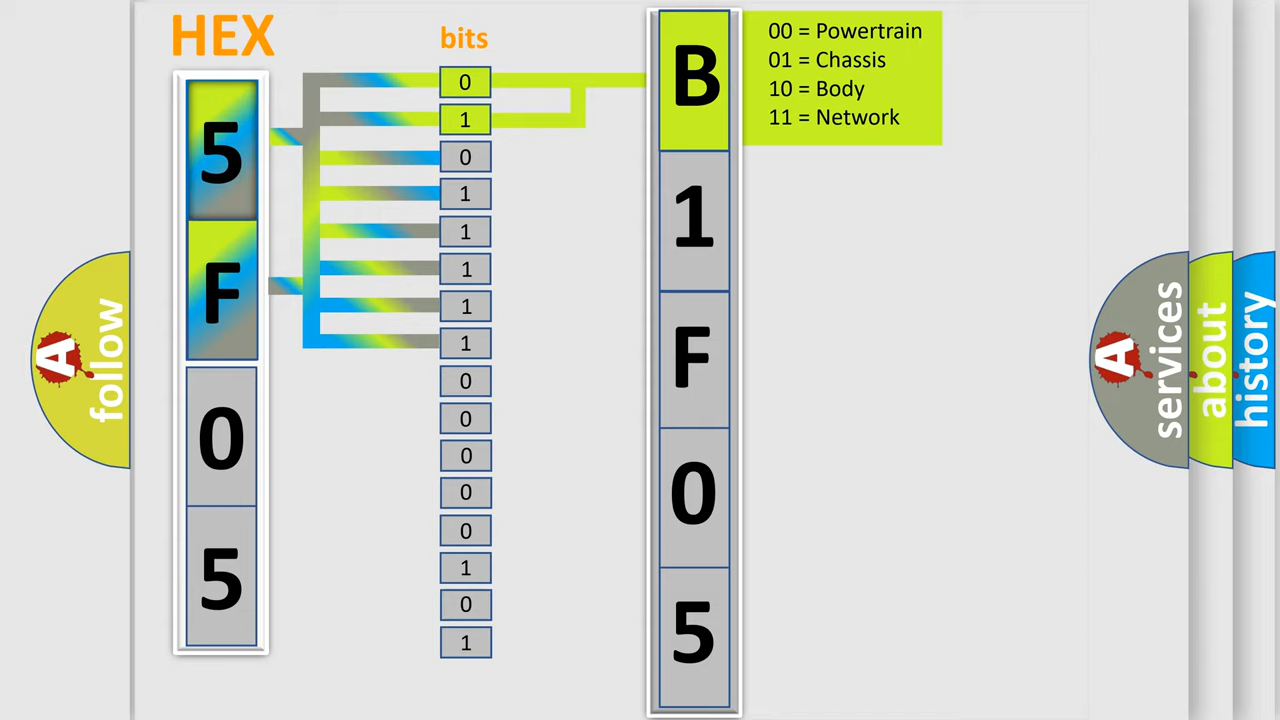 HEX
bits
5
F
0
5
0
1
0
1
1
1
1
1
0
0
0
0
0
1
0
1
B
1
F
0
5
00 = Powertrain
01 = Chassis
10 = Body
11 = Network
A
follow
A
services
about
history